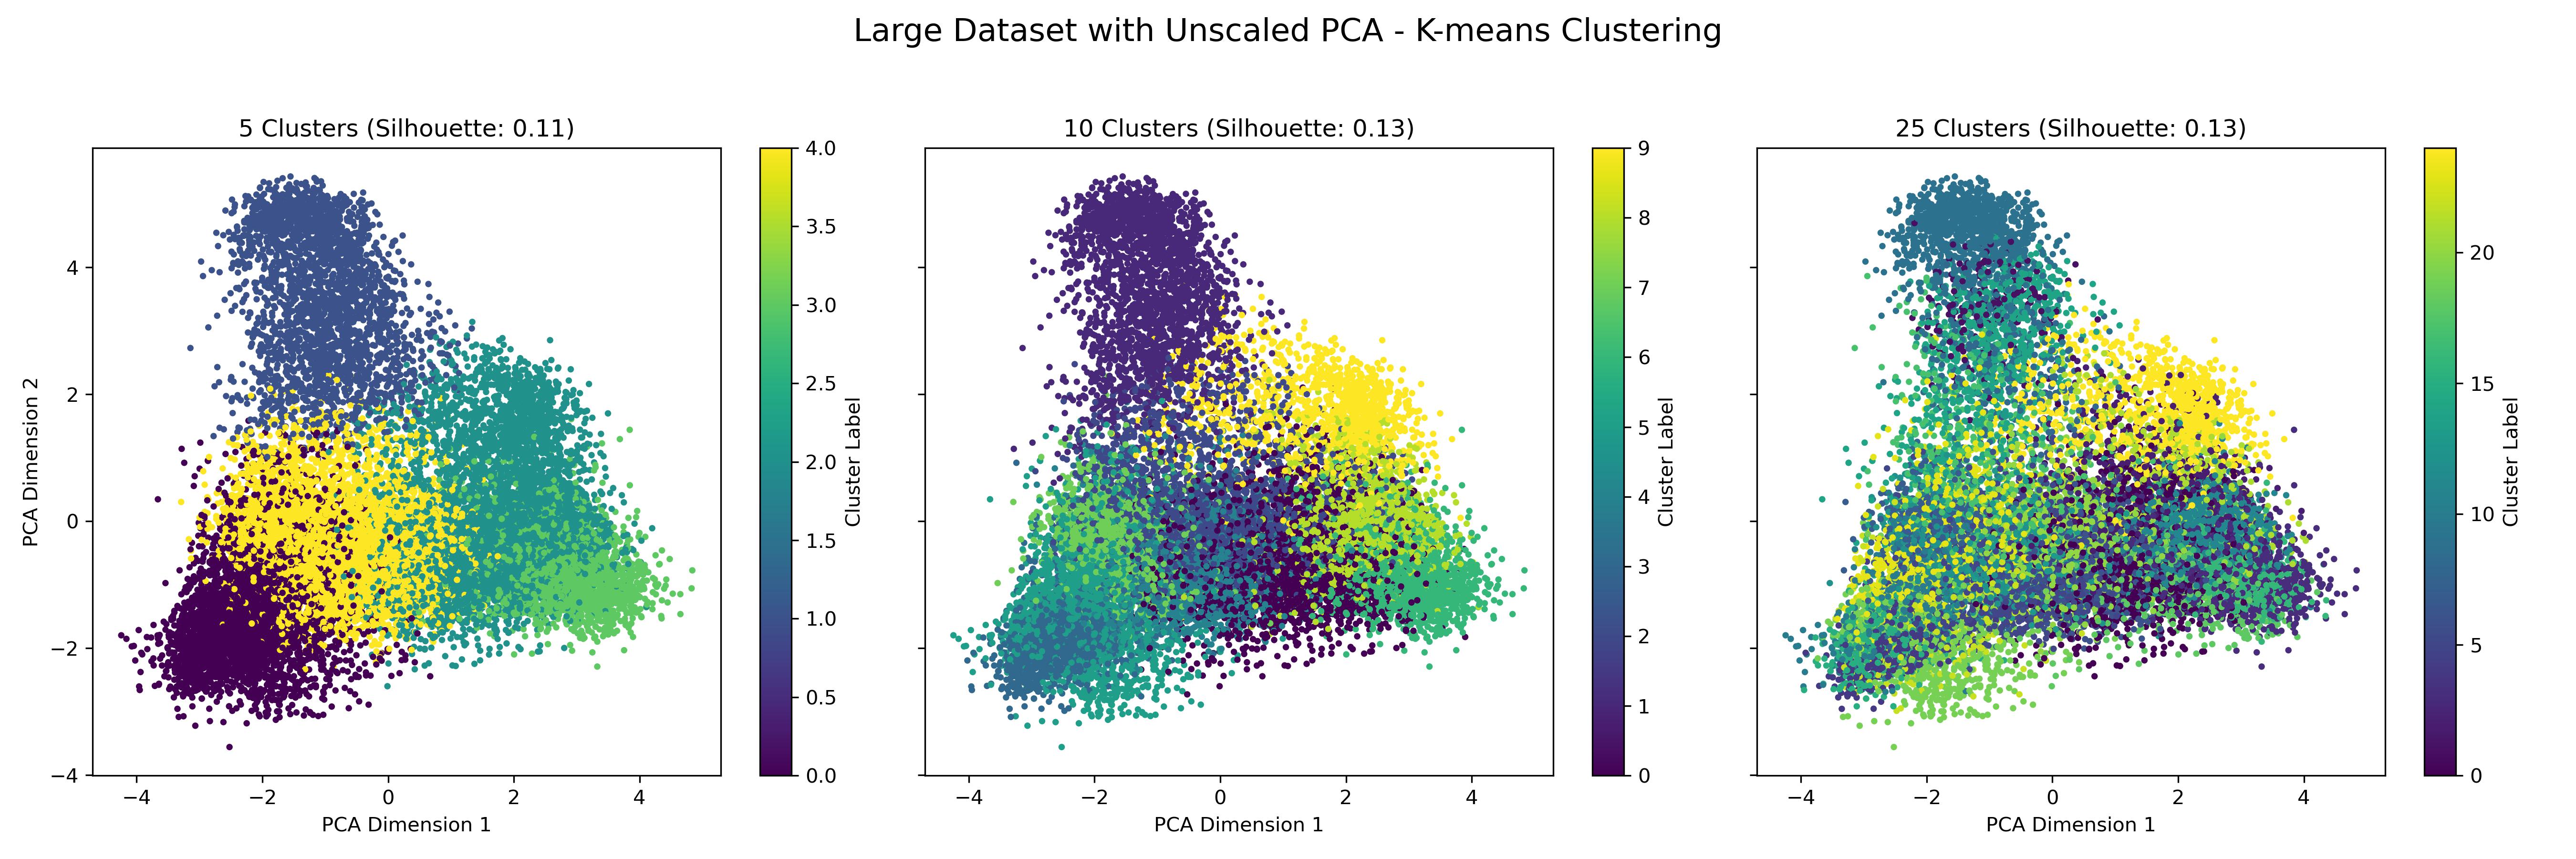 Large Dataset with Unscaled PCA - K-means Clustering
5 Clusters (Silhouette: 0.11)
PCA Dimension 2
4
2
0
−2
−4
−4 −2 0 2 4
PCA Dimension 1
4.0
3.5
3.0
2.5
2.0
1.5
1.0
0.5
0.0
Cluster Label
10 Clusters (Silhouette: 0.13)
−4 −2 0 2 4
PCA Dimension 1
9
8
7
6
5
4
3
2
1
0
Cluster Label
25 Clusters (Silhouette: 0.13)
−4 −2 0 2 4
PCA Dimension 1
20
15
10
5
0
Cluster Label